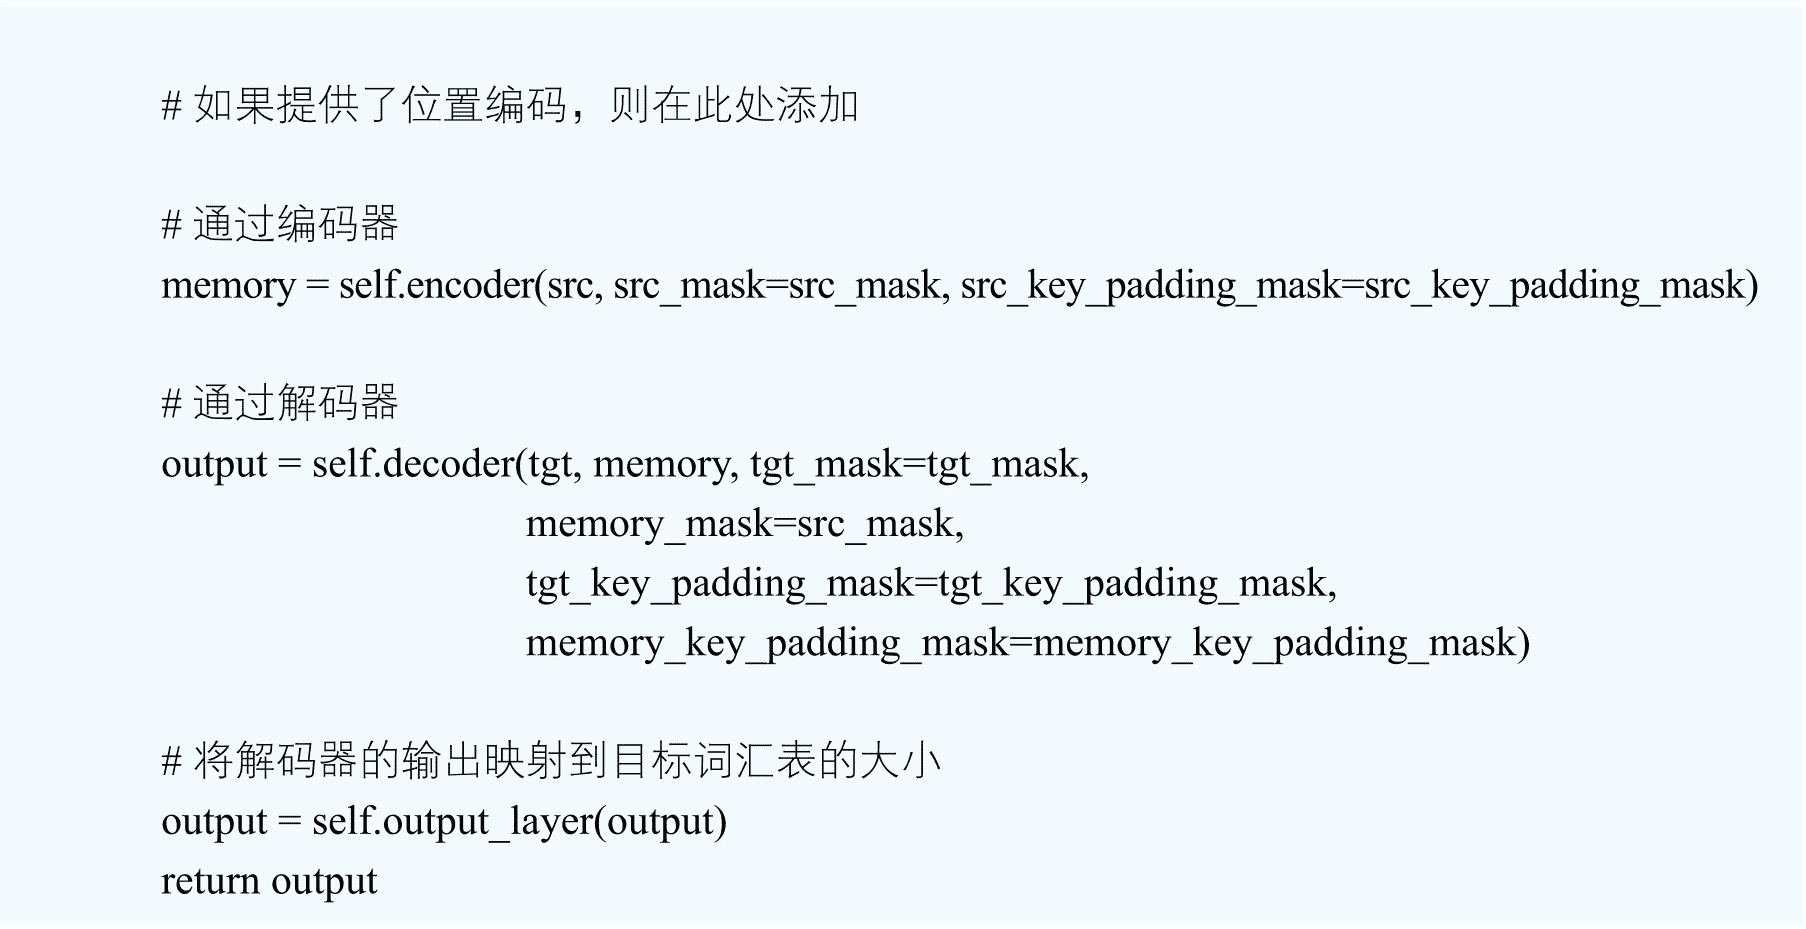 # 如果提供了位置编码，则在此处添加
# 通过编码器
memory = self.encoder(src, src_mask=src_mask, src_key_padding_mask=src_key_padding_mask)
# 通过解码器
output = self.decoder(tgt, memory, tgt_mask=tgt_mask,
memory_mask=src_mask,
tgt_key_padding_mask=tgt_key_padding_mask,
memory_key_padding_mask=memory_key_padding_mask)
# 将解码器的输出映射到目标词汇表的大小
output = self.output_layer(output)
return output